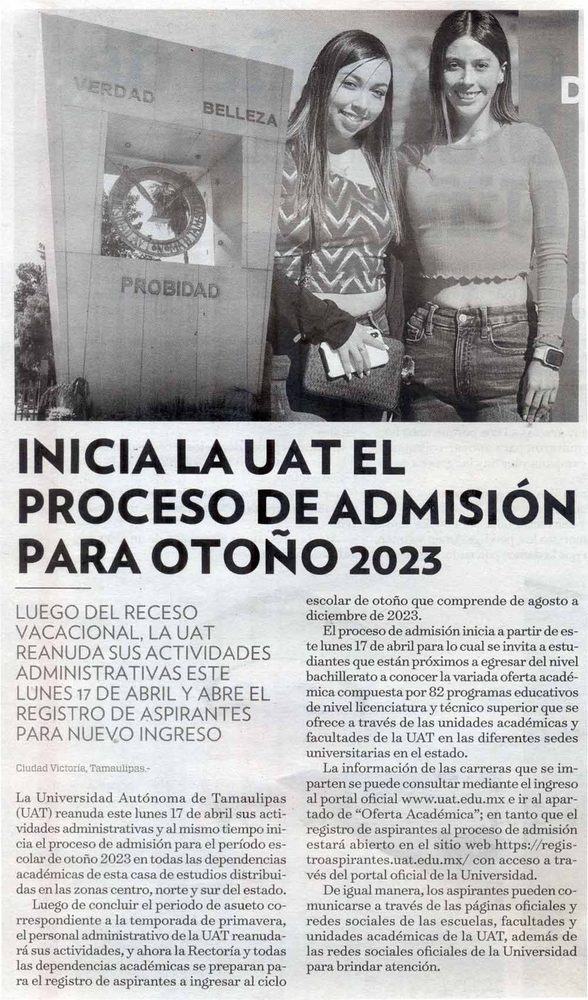 VERDAD
BELLEZA
PROBIDAD
D
INICIA LA UAT EL
PROCESO DE ADMISIÓN
PARA OTOÑO 2023
LUEGO DEL RECESO
VACACIONAL, LA UAT
REANUDA SUS ACTIVIDADES
ADMINISTRATIVAS ESTE
LUNES 17 DE ABRIL Y ABRE EL
REGISTRO DE ASPIRANTES
PARA NUEVO INGRESO
Ciudad Victoria, Tamaulipas.-
La Universidad Autónoma de Tamaulipas
(UAT) reanuda este lunes 17 de abril sus acti-
vidades administrativas y al mismo tiempo ini-
cia el proceso de admisión para el período es-
colar de otoño 2023 en todas las dependencias
académicas de esta casa de estudios distribui-
das en las zonas centro, norte y sur del estado.
Luego de concluir el periodo de asueto co-
rrespondiente a la temporada de primavera,
el personal administrativo de la UAT reanuda-
rá sus actividades, y ahora la Rectoría y todas
las dependencias académicas se preparan pa-
ra el registro de aspirantes a ingresar al ciclo
escolar de otoño que comprende de agosto a
diciembre de 2023.
El proceso de admisión inicia a partir de es-
te lunes 17 de abril para lo cual se invita a estu-
diantes que están próximos a egresar del nivel
bachillerato a conocer la variada oferta acadé-
mica compuesta por 82 programas educativos
de nivel licenciatura y técnico superior que se
ofrece a través de las unidades académicas y
facultades de la UAT en las diferentes sedes
universitarias en el estado.
La información de las carreras que se im-
parten se puede consultar mediante el ingreso
al portal oficial www.uat.edu.mx e ir al apar-
tado de “Oferta Académica”; en tanto que el
registro de aspirantes al proceso de admisión
estará abierto en el sitio web https://regis-
troaspirantes.uat.edu.mx/ con acceso a tra-
vés del portal oficial de la Universidad.
De igual manera, los aspirantes pueden co-
municarse a través de las páginas oficiales y
redes sociales de las escuelas, facultades y
unidades académicas de la UAT, además de
las redes sociales oficiales de la Universidad
para brindar atención.